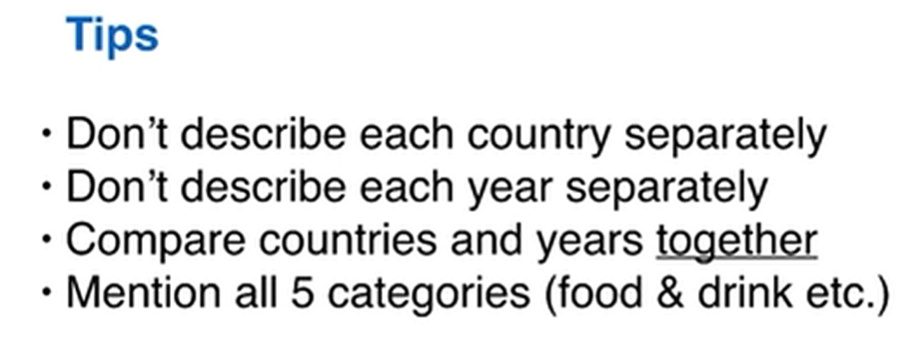 Tips
• Don’t describe each country separately
• Don’t describe each year separately
• Compare countries and years together
• Mention all 5 categories (food & drink etc.)